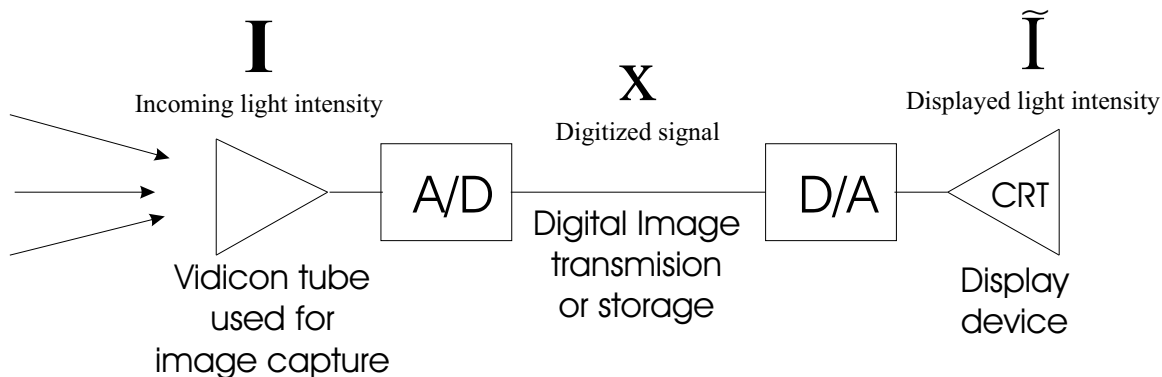 I
Incoming light intensity
X
Digitized signal
Ĩ
Displayed light intensity
A/D
D/A
CRT
Vidicon tube
used for
image capture
Digital Image
transmision
or storage
Display
device